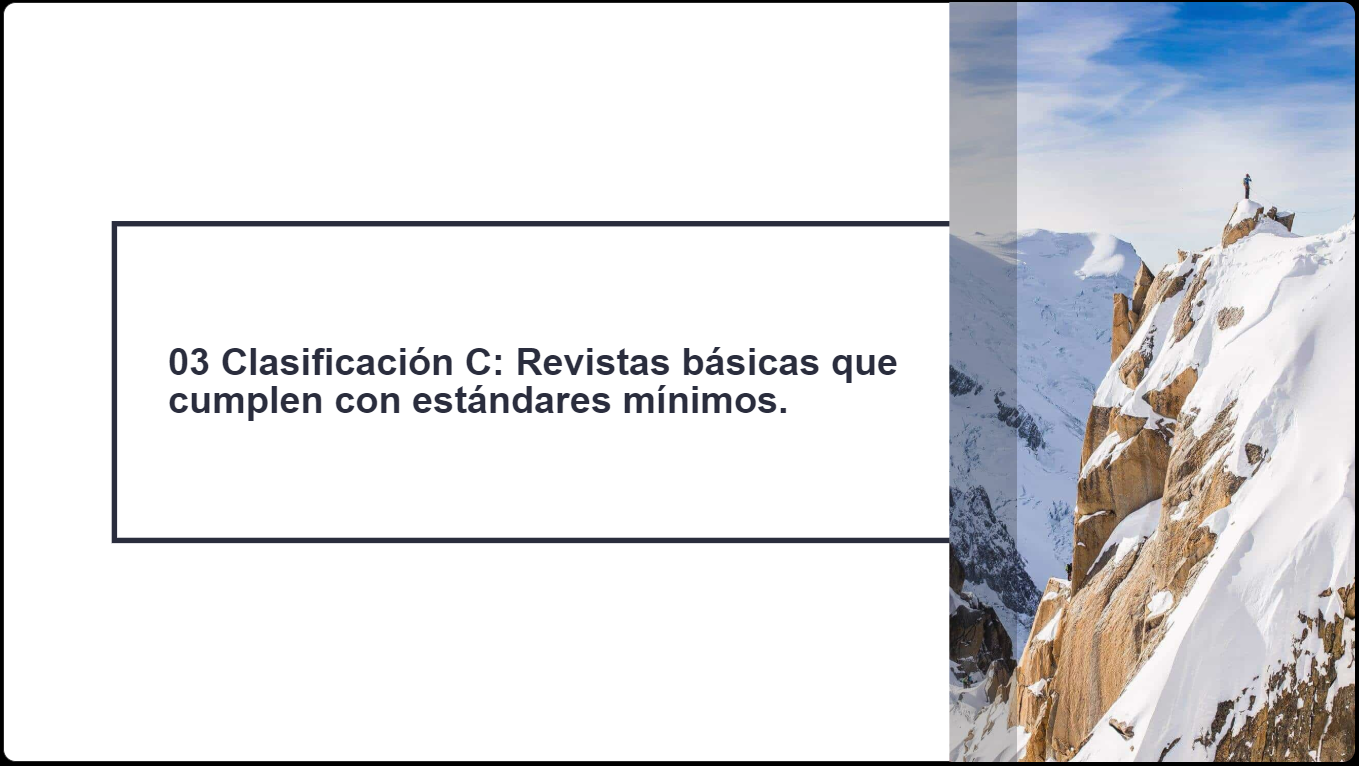 03 Clasificación C: Revistas básicas que
cumplen con estándares mínimos.